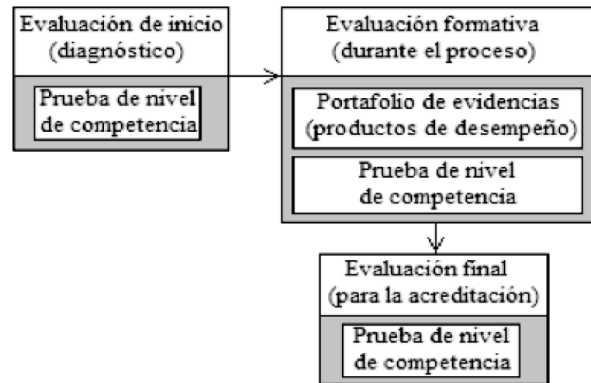 Evaluación de inicio
(diagnóstico)
Prueba de nivel
de competencia
Evaluación formativa
(durante el proceso)
Portafolio de evidencias
(productos de desempeño)
Prueba de nivel
de competencia
Evaluación final
(para la acreditación)
Prueba de nivel
de competencia